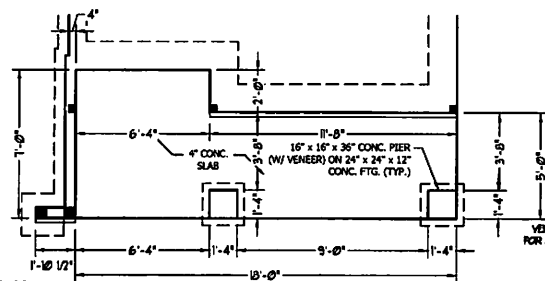 4"
7'-0"
2'-0"
6'-4"
11'-8"
4" CONC.
SLAB
3'-8"
16" x 16" x 36" CONC. PIER
(W/ VENEER) ON 24" x 24" x 12"
CONC. FTG. (TYP.)
3'-8"
5'-0"
1'-4"
1'-4"
6'-4"
1'-4"
9'-0"
1'-4"
1'-10 1/2"
18'-0"
FOR